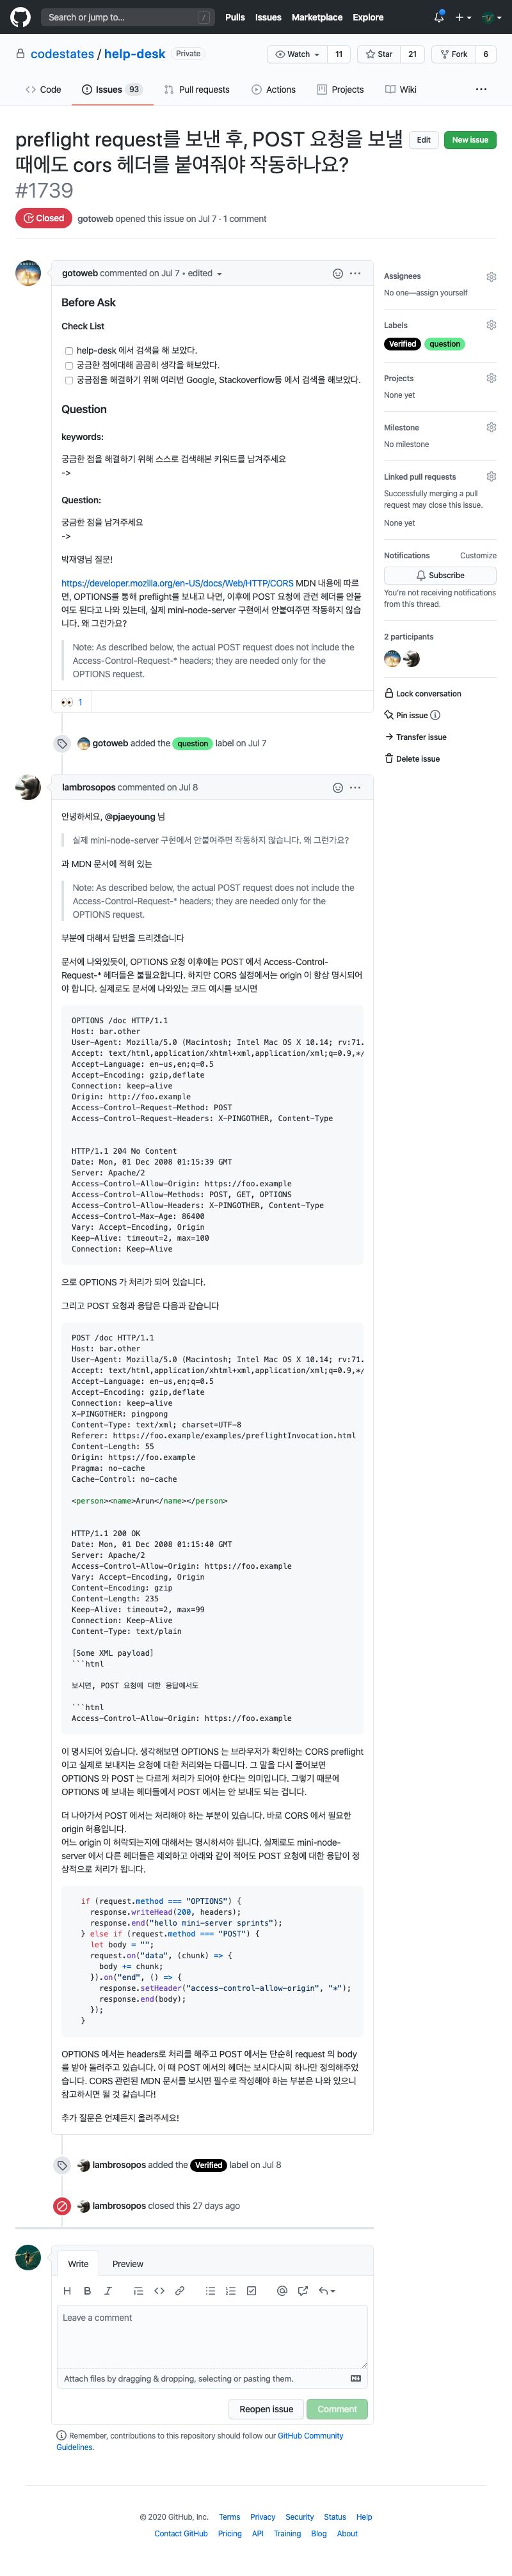 Search or jump to... /
Pulls Issues Marketplace Explore
codestates / help-desk Private
Watch 11 Star 21 Fork 6
Code Issues 93 Pull requests Actions Projects Wiki
preflight request를 보낸 후, POST 요청을 보낼
때에도 cors 헤더를 붙여줘야 작동하나요?
#1739
Edit New issue
Closed gotoweb opened this issue on Jul 7 · 1 comment
gotoweb commented on Jul 7 • edited
Before Ask
Check List
help-desk 에서 검색을 해 보았다.
궁금한 점에대해 곰곰히 생각을 해보았다.
궁금점을 해결하기 위해 여러번 Google, Stackoverflow등 에서 검색을 해보았다.
Question
keywords:
궁금한 점을 해결하기 위해 스스로 검색해본 키워드를 남겨주세요
->
Question:
궁금한 점을 남겨주세요
->
박재영님 질문!
https://developer.mozilla.org/en-US/docs/Web/HTTP/CORS MDN 내용에 따르
면, OPTIONS를 통해 preflight를 보내고 나면, 이후에 POST 요청에 관련 헤더를 안붙
여도 된다고 나와 있는데, 실제 mini-node-server 구현에서 안붙여주면 작동하지 않습니
다. 왜 그런가요?
Note: As described below, the actual POST request does not include the
Access-Control-Request-* headers; they are needed only for the
OPTIONS request.
👀 1
gotoweb added the question label on Jul 7
Assignees
No one—assign yourself
Labels
Verified question
Projects
None yet
Milestone
No milestone
Linked pull requests
Successfully merging a pull
request may close this issue.
None yet
Notifications Customize
Subscribe
You're not receiving notifications
from this thread.
2 participants
Lock conversation
Pin issue
Transfer issue
Delete issue
lambrosopos commented on Jul 8
안녕하세요, @pjaeyoung 님
실제 mini-node-server 구현에서 안붙여주면 작동하지 않습니다. 왜 그런가요?
과 MDN 문서에 적혀 있는
Note: As described below, the actual POST request does not include the
Access-Control-Request-* headers; they are needed only for the
OPTIONS request.
부분에 대해서 답변을 드리겠습니다
문서에 나와있듯이, OPTIONS 요청 이후에는 POST 에서 Access-Control-
Request-* 헤더들은 불필요합니다. 하지만 CORS 설정에서는 origin 이 항상 명시되어
야 합니다. 실제로도 문서에 나와있는 코드 예시를 보시면
OPTIONS /doc HTTP/1.1
Host: bar.other
User-Agent: Mozilla/5.0 (Macintosh; Intel Mac OS X 10.14; rv:71.
Accept: text/html,application/xhtml+xml,application/xml;q=0.9,*/
Accept-Language: en-us,en;q=0.5
Accept-Encoding: gzip,deflate
Connection: keep-alive
Origin: http://foo.example
Access-Control-Request-Method: POST
Access-Control-Request-Headers: X-PINGOTHER, Content-Type
HTTP/1.1 204 No Content
Date: Mon, 01 Dec 2008 01:15:39 GMT
Server: Apache/2
Access-Control-Allow-Origin: https://foo.example
Access-Control-Allow-Methods: POST, GET, OPTIONS
Access-Control-Allow-Headers: X-PINGOTHER, Content-Type
Access-Control-Max-Age: 86400
Vary: Accept-Encoding, Origin
Keep-Alive: timeout=2, max=100
Connection: Keep-Alive
으로 OPTIONS 가 처리가 되어 있습니다.
그리고 POST 요청과 응답은 다음과 같습니다
POST /doc HTTP/1.1
Host: bar.other
User-Agent: Mozilla/5.0 (Macintosh; Intel Mac OS X 10.14; rv:71.
Accept: text/html,application/xhtml+xml,application/xml;q=0.9,*/
Accept-Language: en-us,en;q=0.5
Accept-Encoding: gzip,deflate
Connection: keep-alive
X-PINGOTHER: pingpong
Content-Type: text/xml; charset=UTF-8
Referer: https://foo.example/examples/preflightInvocation.html
Content-Length: 55
Origin: https://foo.example
Pragma: no-cache
Cache-Control: no-cache
<person><name>Arun</name></person>
HTTP/1.1 200 OK
Date: Mon, 01 Dec 2008 01:15:40 GMT
Server: Apache/2
Access-Control-Allow-Origin: https://foo.example
Vary: Accept-Encoding, Origin
Content-Encoding: gzip
Content-Length: 235
Keep-Alive: timeout=2, max=99
Connection: Keep-Alive
Content-Type: text/plain
[Some XML payload]
```html
보시면, POST 요청에 대한 응답에서도
```html
Access-Control-Allow-Origin: https://foo.example
이 명시되어 있습니다. 생각해보면 OPTIONS 는 브라우저가 확인하는 CORS preflight
이고 실제로 보내지는 요청에 대한 처리와는 다릅니다. 그 말을 다시 풀어보면
OPTIONS 와 POST 는 다르게 처리가 되어야 한다는 의미입니다. 그렇기 때문에
OPTIONS 에 보내는 헤더들에서 POST 에서는 안 보내도 되는 겁니다.
더 나아가서 POST 에서는 처리해야 하는 부분이 있습니다. 바로 CORS 에서 필요한
origin 허용입니다.
어느 origin 이 허락되는지에 대해서는 명시하셔야 됩니다. 실제로도 mini-node-
server 에서 다른 헤더들은 제외하고 아래와 같이 적어도 POST 요청에 대한 응답이 정
상적으로 처리가 됩니다.
if (request.method === "OPTIONS") {
response.writeHead(200, headers);
response.end("hello mini-server sprints");
} else if (request.method === "POST") {
let body = "";
request.on("data", (chunk) => {
body += chunk;
}).on("end", () => {
response.setHeader("access-control-allow-origin", "*");
response.end(body);
});
}
OPTIONS 에서는 headers로 처리를 해주고 POST 에서는 단순히 request 의 body
를 받아 돌려주고 있습니다. 이 때 POST 에서의 헤더는 보시다시피 하나만 정의해주었
습니다. CORS 관련된 MDN 문서를 보시면 필수로 작성해야 하는 부분은 나와 있으니
참고하시면 될 것 같습니다!
추가 질문은 언제든지 올려주세요!
lambrosopos added the Verified label on Jul 8
lambrosopos closed this 27 days ago
Write Preview
Leave a comment
Attach files by dragging & dropping, selecting or pasting them.
Reopen issue Comment
Remember, contributions to this repository should follow our GitHub Community
Guidelines.
© 2020 GitHub, Inc. Terms Privacy Security Status Help
Contact GitHub Pricing API Training Blog About